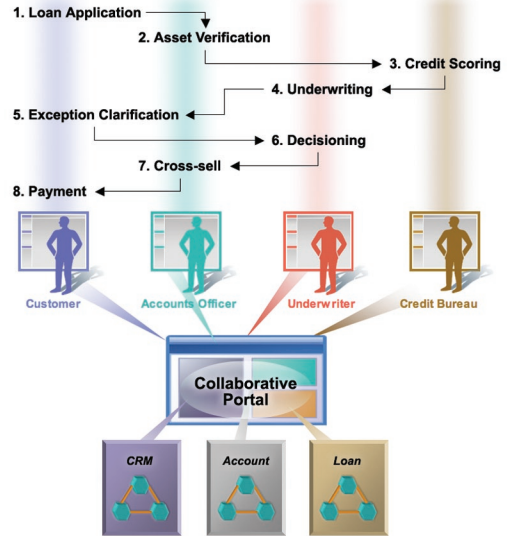 1. Loan Application
2. Asset Verification
3. Credit Scoring
4. Underwriting
5. Exception Clarification
6. Decisioning
7. Cross-sell
8. Payment
Customer
Accounts Officer
Underwriter
Credit Bureau
Collaborative
Portal
CRM
Account
Loan